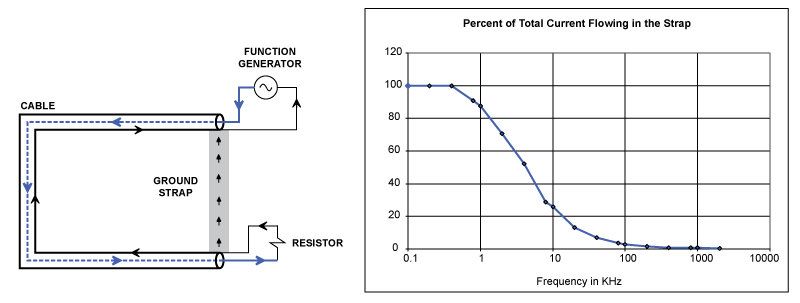 FUNCTION
GENERATOR
CABLE
GROUND
STRAP
RESISTOR
Percent of Total Current Flowing in the Strap
120
100
80
60
40
20
0
0.1 1 10 100 1000 10000
Frequency in KHz